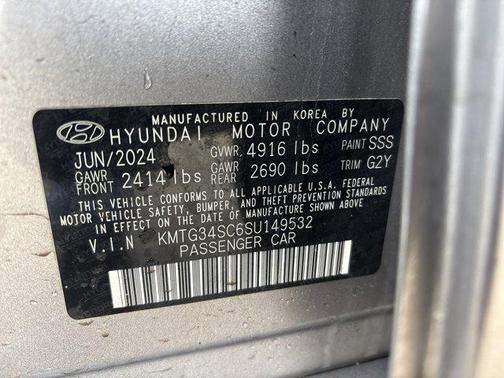 MANUFACTURED IN KOREA BY
HYUNDAI MOTOR COMPANY
JUN/2024 GVWR 4916 lbs PAINT SSS
GAWR FRONT 2414 lbs GAWR REAR 2690 lbs TRIM G2Y
THIS VEHICLE CONFORMS TO ALL APPLICABLE U.S.A. FEDERAL
MOTOR VEHICLE SAFETY, BUMPER, AND THEFT PREVENTION STANDARDS
IN EFFECT ON THE DATE OF MANUFACTURE SHOWN ABOVE.
V.I.N KMTG34SC6SU149532
PASSENGER CAR